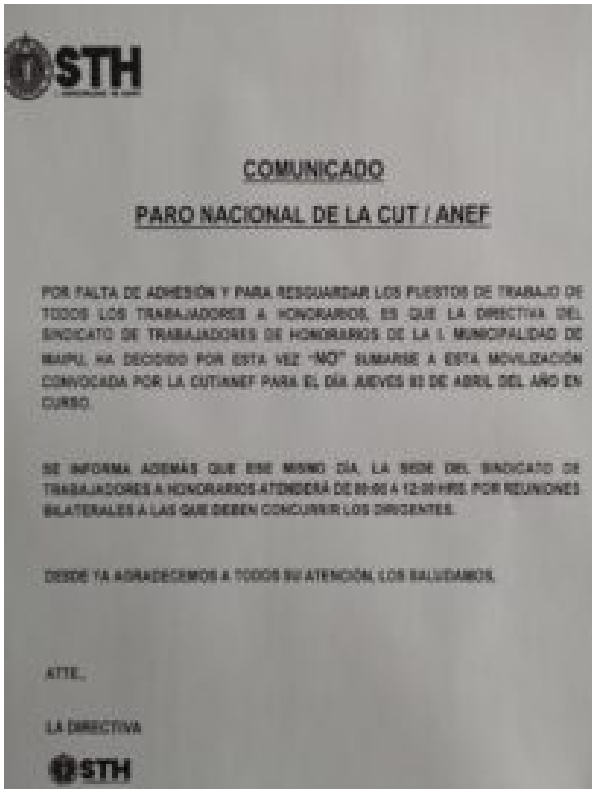 STH
COMUNICADO
PARO NACIONAL DE LA CUT / ANEF
POR FALTA DE ADHESIÓN Y PARA RESGUARDAR LOS PUESTOS DE TRABAJO DE
TODOS LOS TRABAJADORES A HONORARIOS, ES QUE LA DIRECTIVA DEL
SINDICATO DE TRABAJADORES DE HONORARIOS DE LA I. MUNICIPALIDAD DE
MAIPU, HA DECIDIDO POR ESTA VEZ "NO" SUMARSE A ESTA MOVILIZACIÓN
CONVOCADA POR LA CUT/ANEF PARA EL DÍA JUEVES 03 DE ABRIL DEL AÑO EN
CURSO.
SE INFORMA ADEMÁS QUE ESE MISMO DÍA, LA SEDE DEL SINDICATO DE
TRABAJADORES A HONORARIOS ATENDERÁ DE 09:00 A 12:00 HRS. POR REUNIONES
BILATERALES A LAS QUE DEBEN CONCURRIR LOS DIRIGENTES.
DESDE YA AGRADECEMOS A TODOS SU ATENCIÓN, LOS SALUDAMOS,
ATTE.,
LA DIRECTIVA
STH